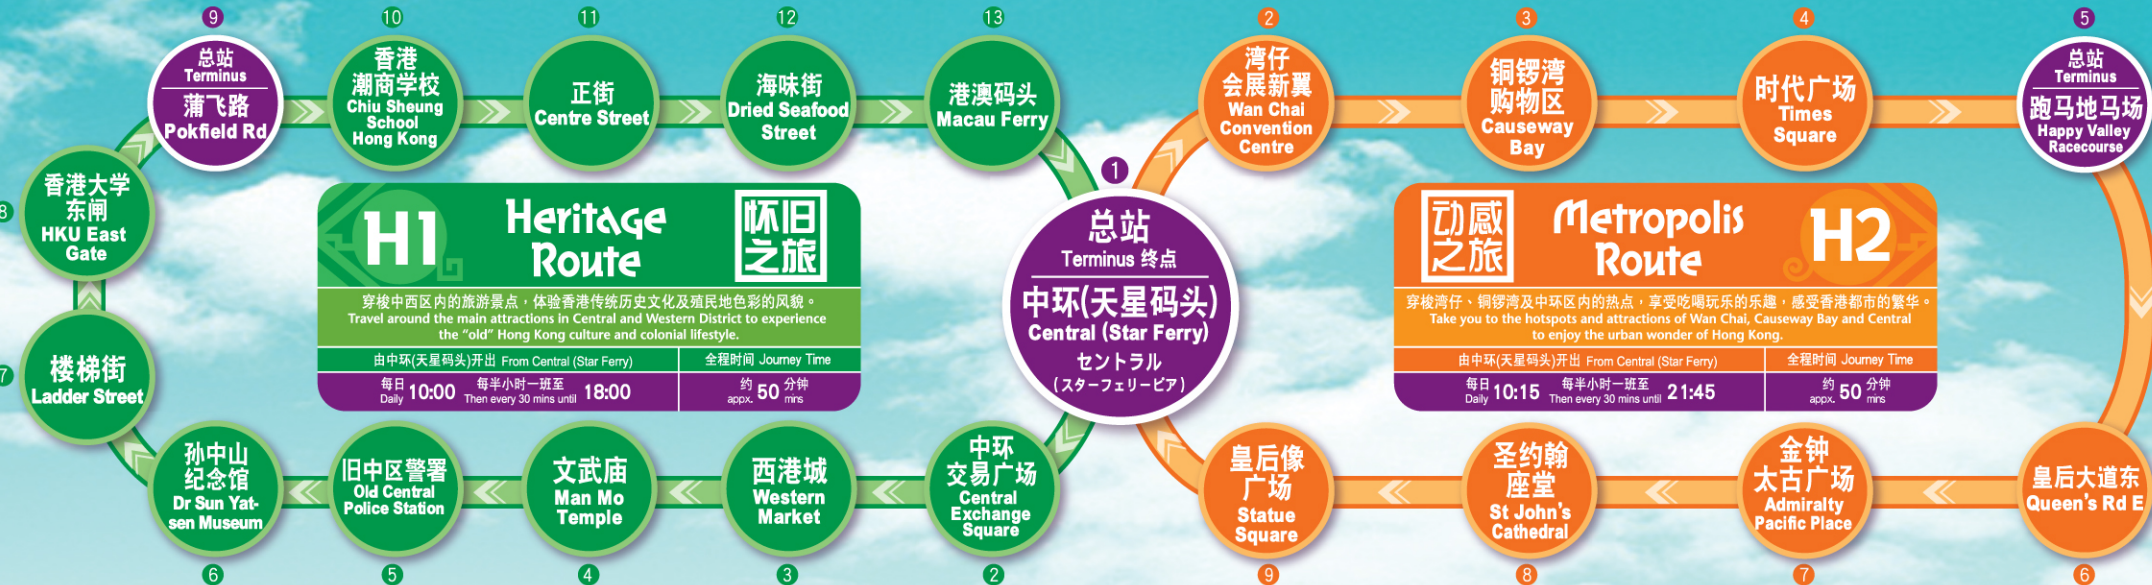 9
总站
Terminus
蒲飞路
Pokfield Rd
10
香港
潮商学校
Chiu Sheung
School
Hong Kong
11
正街
Centre Street
12
海味街
Dried Seafood
Street
13
港澳码头
Macau Ferry
2
湾仔
会展新翼
Wan Chai
Convention
Centre
3
铜锣湾
购物区
Causeway
Bay
4
时代广场
Times
Square
5
总站
Terminus
跑马地马场
Happy Valley
Racecourse
8
香港大学
东闸
HKU East
Gate
H1
Heritage
Route
怀旧
之旅
穿梭中西区内的旅游景点，体验香港传统历史文化及殖民地色彩的风貌。
Travel around the main attractions in Central and Western District to experience
the “old” Hong Kong culture and colonial lifestyle.
由中环(天星码头)开出 From Central (Star Ferry)
全程时间 Journey Time
每日
Daily
10:00
每半小时一班至
Then every 30 mins until
18:00
约
appx.
50
分钟
mins
1
总站
Terminus 终点
中环(天星码头)
Central (Star Ferry)
セントラル
(スターフェリーピア)
动感
之旅
Metropolis
Route
H2
穿梭湾仔、铜锣湾及中环区内的热点，享受吃喝玩乐的乐趣，感受香港都市的繁华。
Take you to the hotspots and attractions of Wan Chai, Causeway Bay and Central
to enjoy the urban wonder of Hong Kong.
由中环(天星码头)开出 From Central (Star Ferry)
全程时间 Journey Time
每日
Daily
10:15
每半小时一班至
Then every 30 mins until
21:45
约
appx.
50
分钟
mins
7
楼梯街
Ladder Street
孙中山
纪念馆
Dr Sun Yat-
sen Museum
6
旧中区警署
Old Central
Police Station
5
文武庙
Man Mo
Temple
4
西港城
Western
Market
3
中环
交易广场
Central
Exchange
Square
2
皇后像
广场
Statue
Square
9
圣约翰
座堂
St John's
Cathedral
8
金钟
太古广场
Admiralty
Pacific Place
7
皇后大道东
Queen's Rd E
6